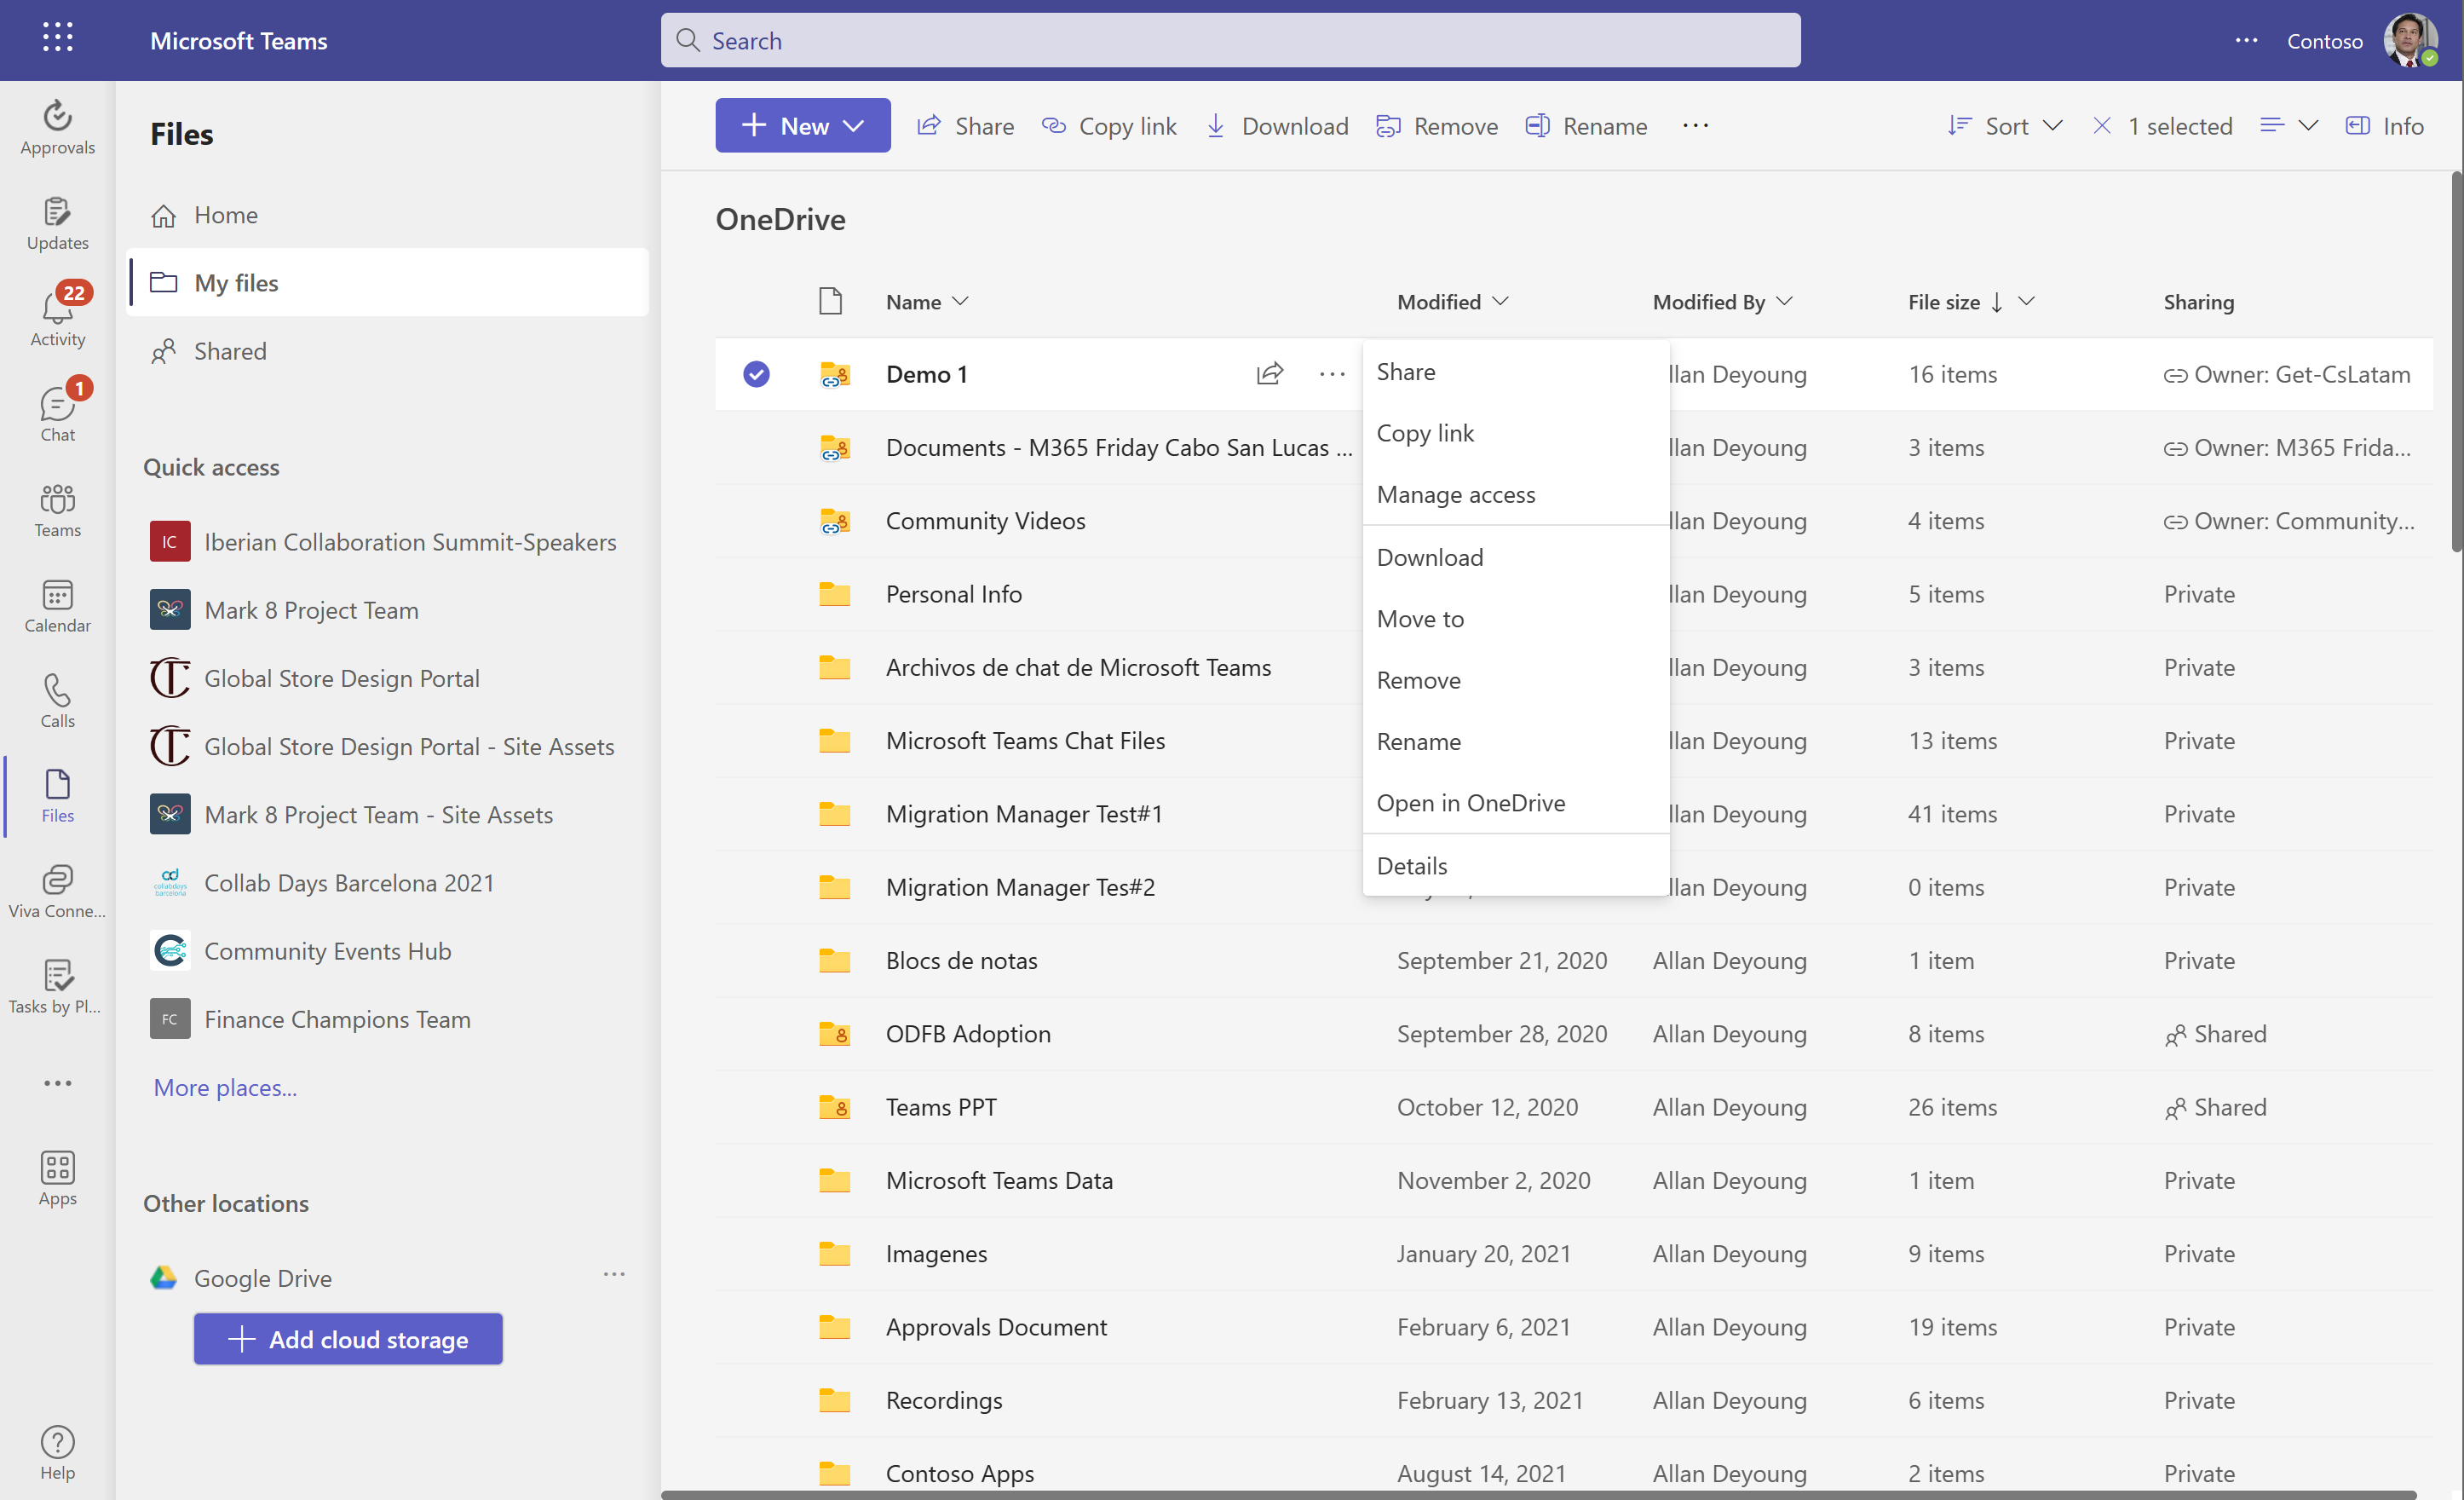 Microsoft Teams
Search
Contoso
Approvals
Updates
22
Activity
1
Chat
Teams
Calendar
Calls
Files
Viva Conne...
Tasks by Pl...
Apps
Help
Files
Home
My files
Shared
Quick access
IC Iberian Collaboration Summit-Speakers
Mark 8 Project Team
Global Store Design Portal
Global Store Design Portal - Site Assets
Mark 8 Project Team - Site Assets
collabdays barcelona Collab Days Barcelona 2021
Community Events Hub
FC Finance Champions Team
More places...
Other locations
Google Drive
Add cloud storage
New Share Copy link Download Remove Rename Sort 1 selected Info
OneDrive
Name Modified Modified By File size Sharing
Demo 1 llan Deyoung 16 items Owner: Get-CsLatam
Documents - M365 Friday Cabo San Lucas ... llan Deyoung 3 items Owner: M365 Frida...
Community Videos llan Deyoung 4 items Owner: Community...
Personal Info llan Deyoung 5 items Private
Archivos de chat de Microsoft Teams llan Deyoung 3 items Private
Microsoft Teams Chat Files llan Deyoung 13 items Private
Migration Manager Test#1 llan Deyoung 41 items Private
Migration Manager Tes#2 llan Deyoung 0 items Private
Blocs de notas September 21, 2020 Allan Deyoung 1 item Private
ODFB Adoption September 28, 2020 Allan Deyoung 8 items Shared
Teams PPT October 12, 2020 Allan Deyoung 26 items Shared
Microsoft Teams Data November 2, 2020 Allan Deyoung 1 item Private
Imagenes January 20, 2021 Allan Deyoung 9 items Private
Approvals Document February 6, 2021 Allan Deyoung 19 items Private
Recordings February 13, 2021 Allan Deyoung 6 items Private
Contoso Apps August 14, 2021 Allan Deyoung 2 items Private
Share
Copy link
Manage access
Download
Move to
Remove
Rename
Open in OneDrive
Details